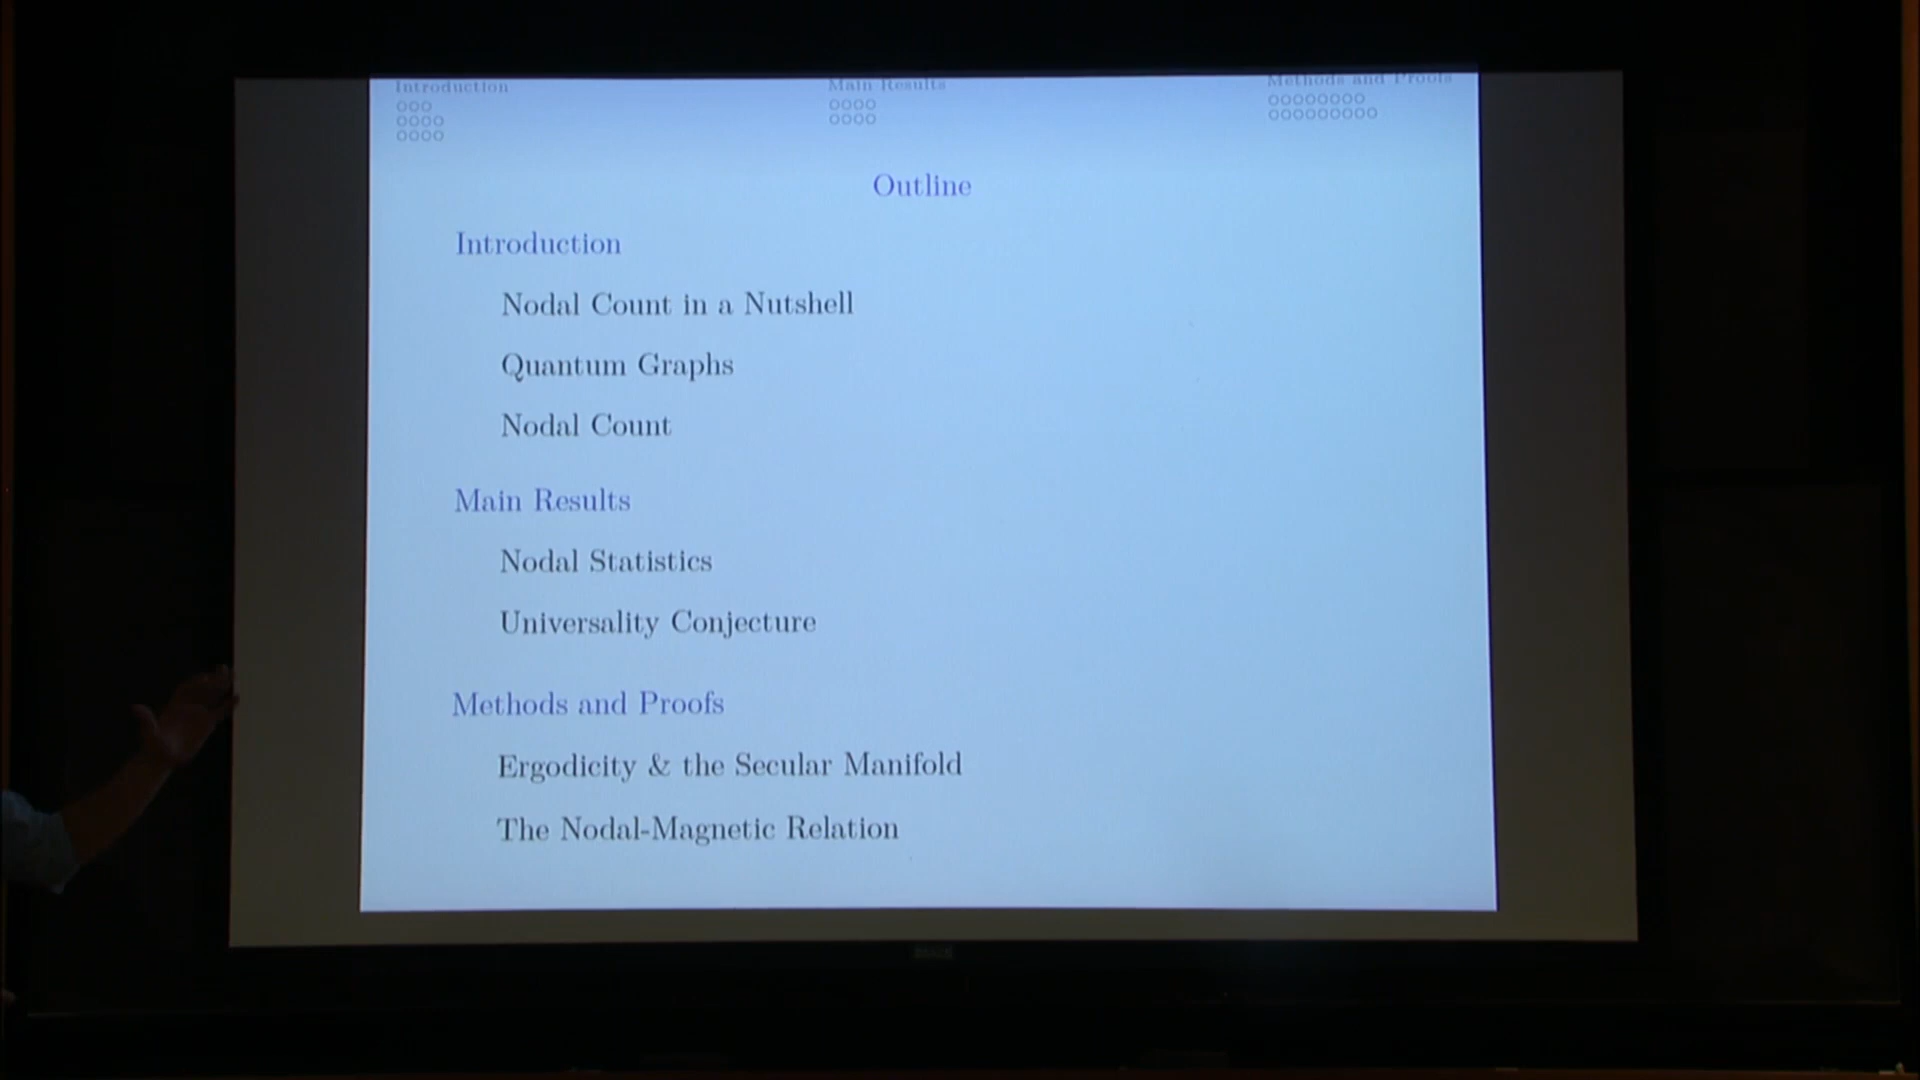 Introduction Main Results Methods and Proofs
Outline
Introduction
Nodal Count in a Nutshell
Quantum Graphs
Nodal Count
Main Results
Nodal Statistics
Universality Conjecture
Methods and Proofs
Ergodicity & the Secular Manifold
The Nodal-Magnetic Relation